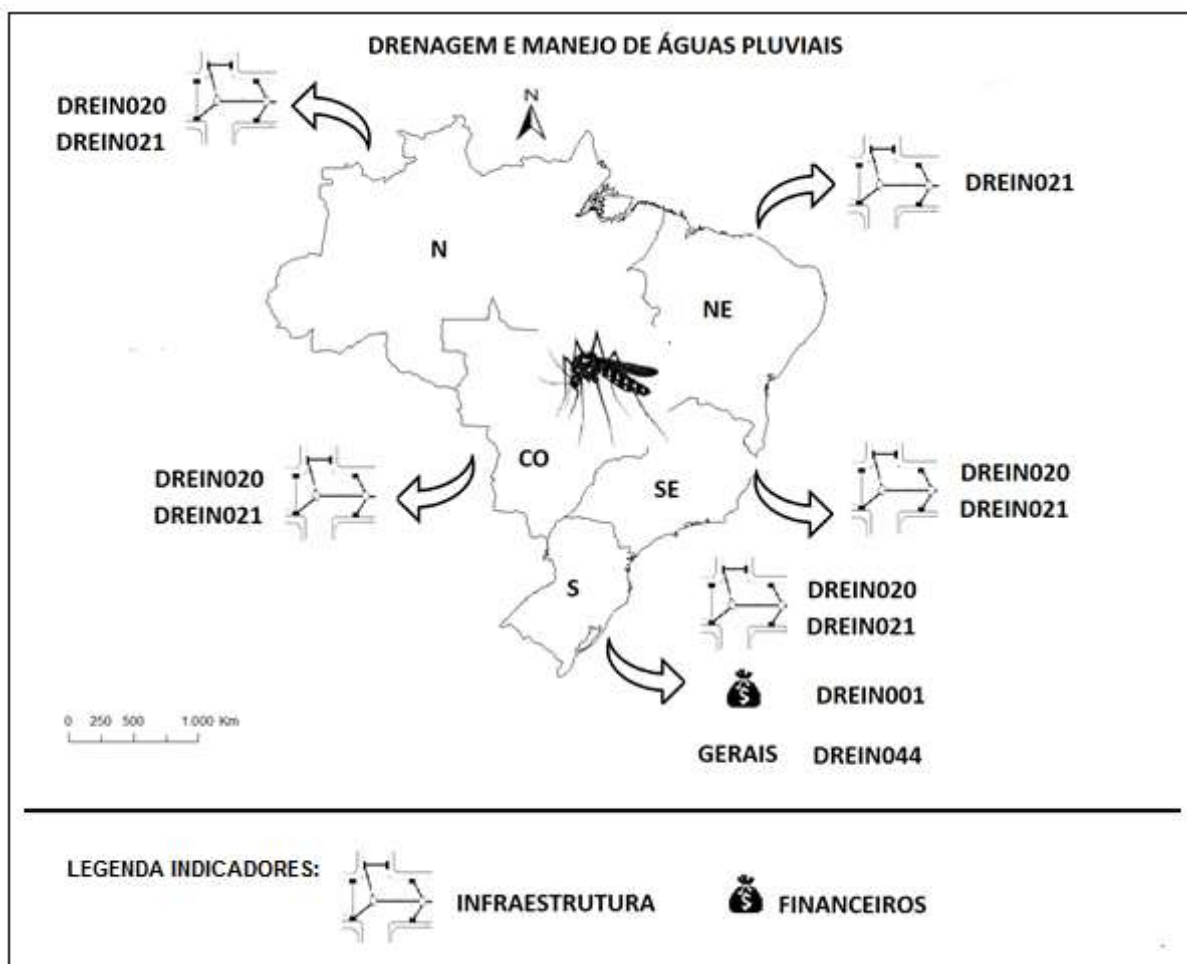 DRENAGEM E MANEJO DE ÁGUAS PLUVIAIS
DREIN020
DREIN021
N
DREIN021
N
NE
DREIN020
DREIN021
CO
SE
DREIN020
DREIN021
S
DREIN020
DREIN021
DREIN001
GERAIS DREIN044
0 250 500 1.000 Km
LEGENDA INDICADORES:
INFRAESTRUTURA
FINANCEIROS